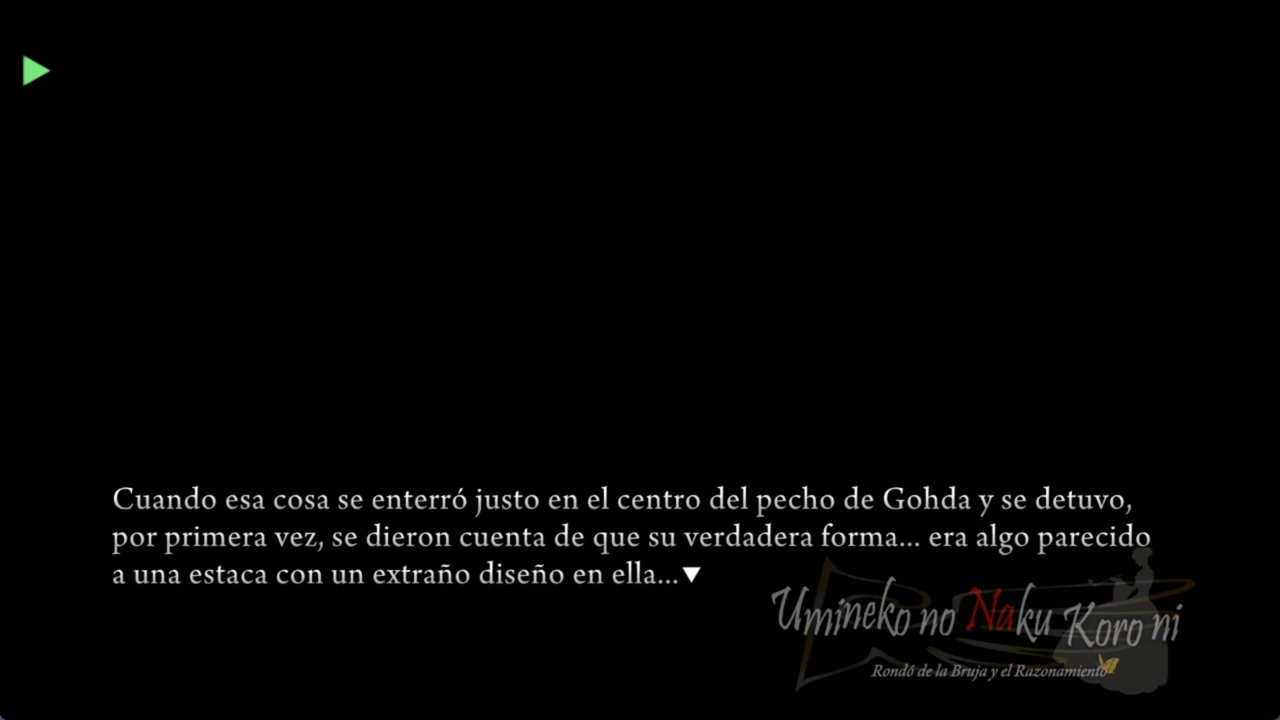 Cuando esa cosa se enterró justo en el centro del pecho de Gohda y se detuvo,
por primera vez, se dieron cuenta de que su verdadera forma... era algo parecido
a una estaca con un extraño diseño en ella...
Umineko no Naku Koro ni
Rondó de la Bruja y el Razonamiento